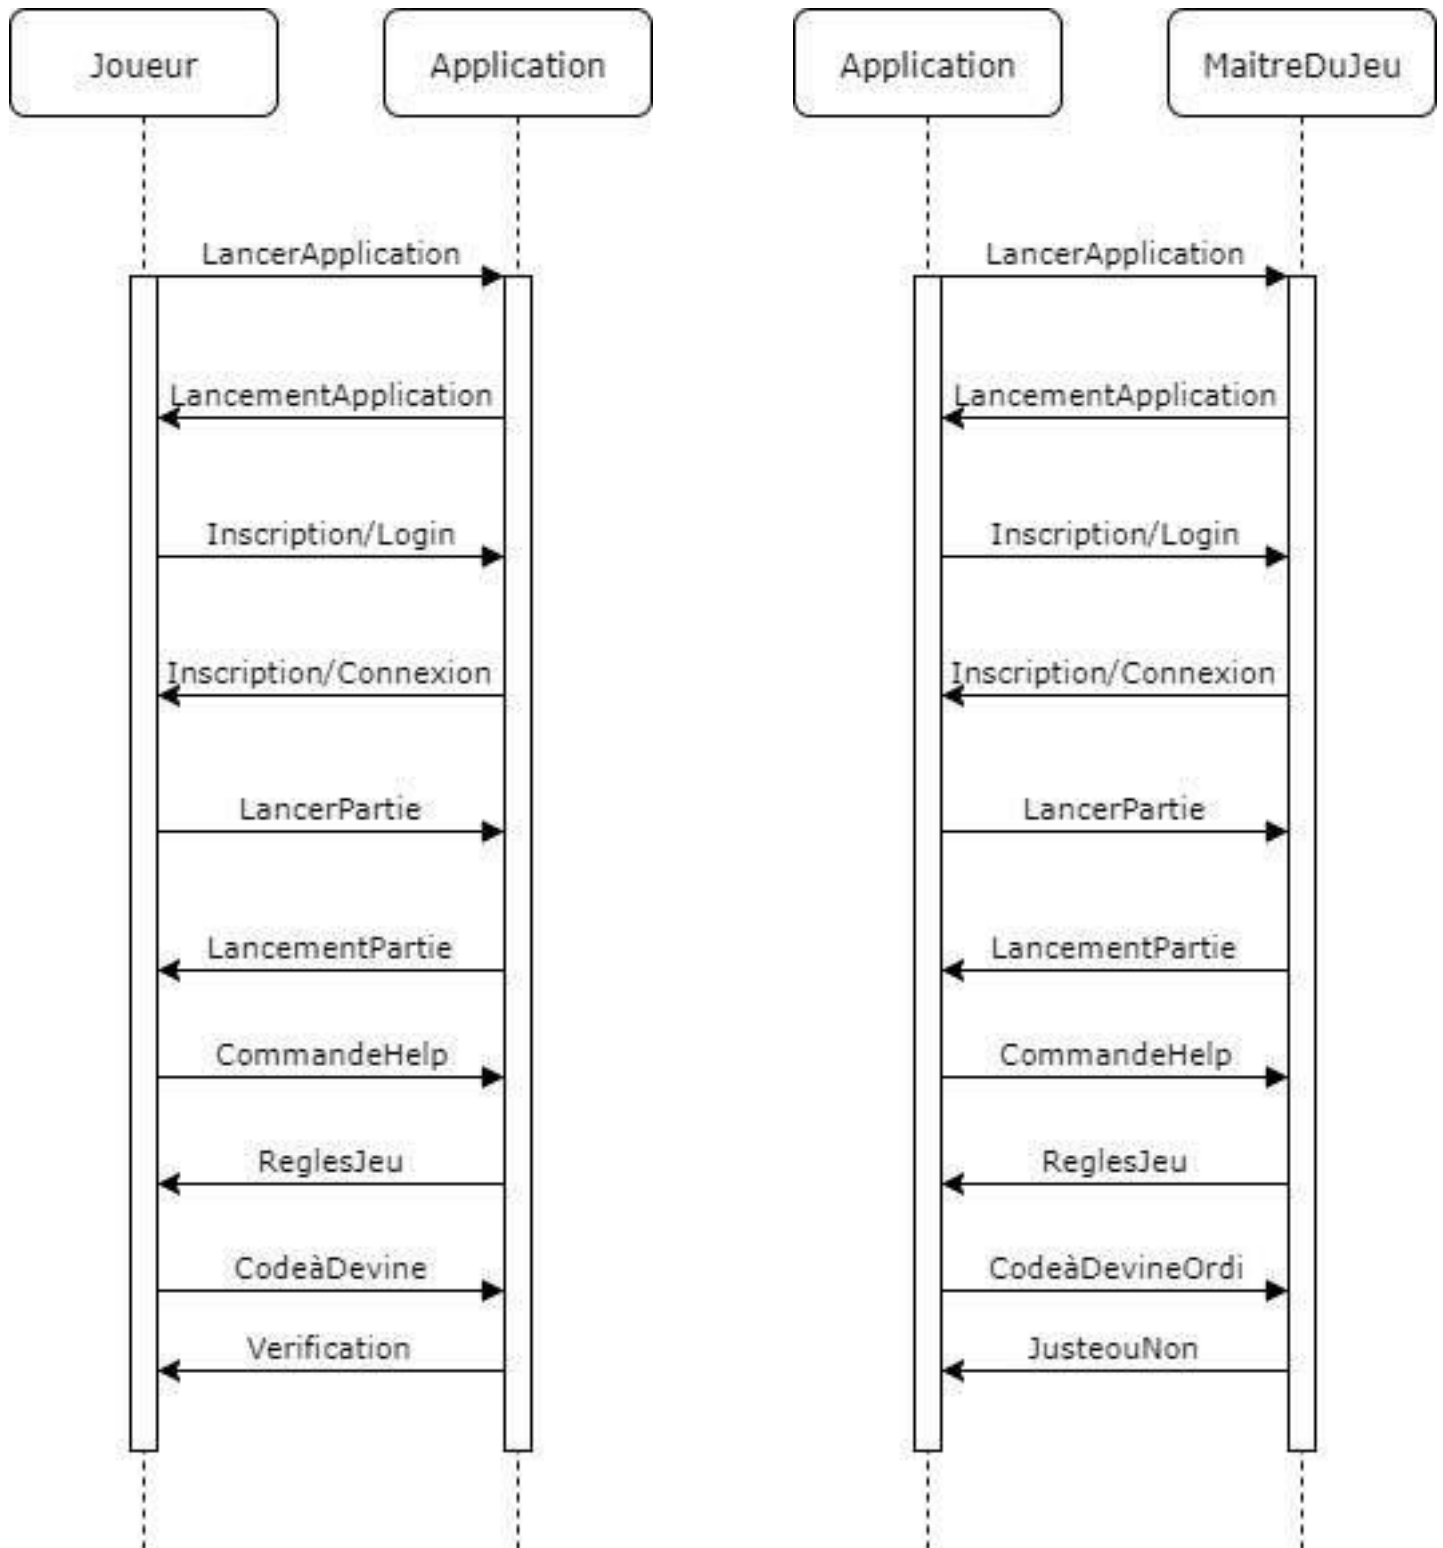 Joueur
Application
LancerApplication
LancementApplication
Inscription/Login
Inscription/Connexion
LancerPartie
LancementPartie
CommandeHelp
ReglesJeu
CodeàDevine
Verification
Application
MaitreDuJeu
LancerApplication
LancementApplication
Inscription/Login
Inscription/Connexion
LancerPartie
LancementPartie
CommandeHelp
ReglesJeu
CodeàDevineOrdi
JusteouNon